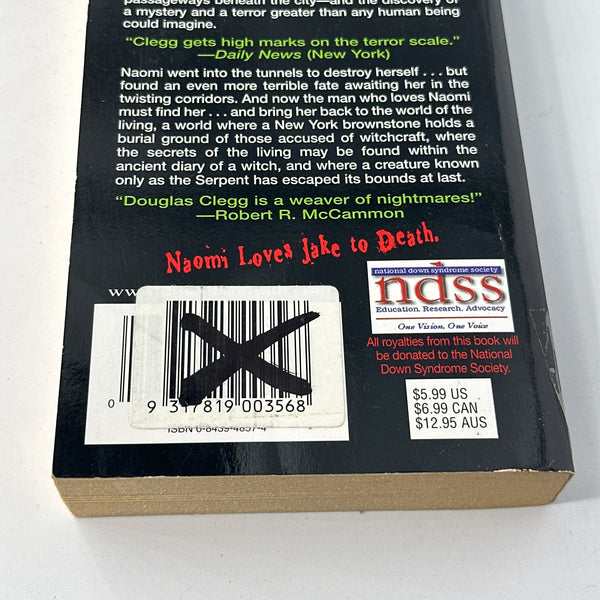 passageways beneath the city—and the discovery of
a mystery and a terror greater than any human being
could imagine.
“Clegg gets high marks on the terror scale.”
—Daily News (New York)
Naomi went into the tunnels to destroy herself . . . but
found an even more terrible fate awaiting her in the
twisting corridors. And now the man who loves Naomi
must find her . . . and bring her back to the world of the
living, a world where a New York brownstone holds a
burial ground of those accused of witchcraft, where
the secrets of the living may be found within the
ancient diary of a witch, and where a creature known
only as the Serpent has escaped its bounds at last.
“Douglas Clegg is a weaver of nightmares!”
—Robert R. McCammon
Naomi Loves Jake to Death.
www.
national down syndrome society
ndss
Education. Research. Advocacy
One Vision, One Voice
All royalties from this book will
be donated to the National
Down Syndrome Society.
$5.99 US
$6.99 CAN
$12.95 AUS
0
9 317819 003568
ISBN 0-8439-4857-4